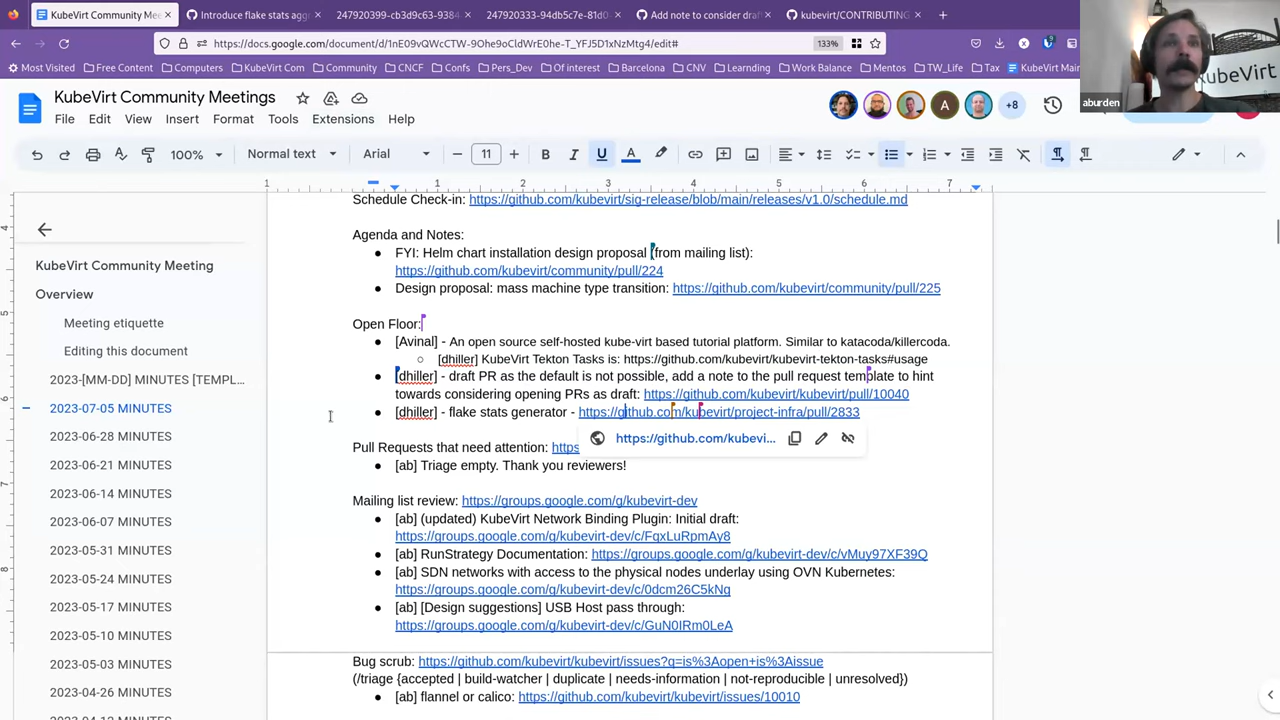 KubeVirt Community Meetings
Introduce flake stats agg
247920399-cb3d9c63-9384
247920333-94db5c7e-81d0
Add note to consider draf
kubevirt/CONTRIBUTING
https://docs.google.com/document/d/1nE09vQWcCTW-9Ohe9oCldWrE0he-T_YFJ5D1xNzMtg4/edit#
133%
Most Visited
Free Content
Computers
KubeVirt Com
Community
CNCF
Confs
Pers_Dev
Of interest
Barcelona
CNV
Learnding
Work Balance
Mentos
TW_Life
Tax
KubeVirt Main
KubeVirt
aburden
KubeVirt Community Meetings
A
+8
File Edit View Insert Format Tools Extensions Help
100% Normal text Arial 11
1 1 2 3 4 5 6 7
KubeVirt Community Meeting
Overview
Meeting etiquette
Editing this document
2023-[MM-DD] MINUTES [TEMPL...
2023-07-05 MINUTES
2023-06-28 MINUTES
2023-06-21 MINUTES
2023-06-14 MINUTES
2023-06-07 MINUTES
2023-05-31 MINUTES
2023-05-24 MINUTES
2023-05-17 MINUTES
2023-05-10 MINUTES
2023-05-03 MINUTES
2023-04-26 MINUTES
2023-04-12 MINUTES
Schedule Check-in: https://github.com/kubevirt/sig-release/blob/main/releases/v1.0/schedule.md
Agenda and Notes:
● FYI: Helm chart installation design proposal (from mailing list):
https://github.com/kubevirt/community/pull/224
● Design proposal: mass machine type transition: https://github.com/kubevirt/community/pull/225
Open Floor:
● [Avinal] - An open source self-hosted kube-virt based tutorial platform. Similar to katacoda/killercoda.
○ [dhiller] KubeVirt Tekton Tasks is: https://github.com/kubevirt/kubevirt-tekton-tasks#usage
● [dhiller] - draft PR as the default is not possible, add a note to the pull request template to hint
towards considering opening PRs as draft: https://github.com/kubevirt/kubevirt/pull/10040
● [dhiller] - flake stats generator - https://github.com/kubevirt/project-infra/pull/2833
https://github.com/kubevi...
Pull Requests that need attention: https
● [ab] Triage empty. Thank you reviewers!
Mailing list review: https://groups.google.com/g/kubevirt-dev
● [ab] (updated) KubeVirt Network Binding Plugin: Initial draft:
https://groups.google.com/g/kubevirt-dev/c/FqxLuRpmAy8
● [ab] RunStrategy Documentation: https://groups.google.com/g/kubevirt-dev/c/vMuy97XF39Q
● [ab] SDN networks with access to the physical nodes underlay using OVN Kubernetes:
https://groups.google.com/g/kubevirt-dev/c/0dcm26C5kNg
● [ab] [Design suggestions] USB Host pass through:
https://groups.google.com/g/kubevirt-dev/c/GuN0IRm0LeA
Bug scrub: https://github.com/kubevirt/kubevirt/issues?q=is%3Aopen+is%3Aissue
(/triage {accepted | build-watcher | duplicate | needs-information | not-reproducible | unresolved})
● [ab] flannel or calico: https://github.com/kubevirt/kubevirt/issues/10010